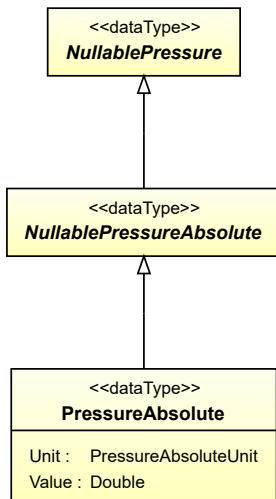 <<dataType>>
NullablePressure
<<dataType>>
NullablePressureAbsolute
<<dataType>>
PressureAbsolute
Unit : PressureAbsoluteUnit
Value : Double